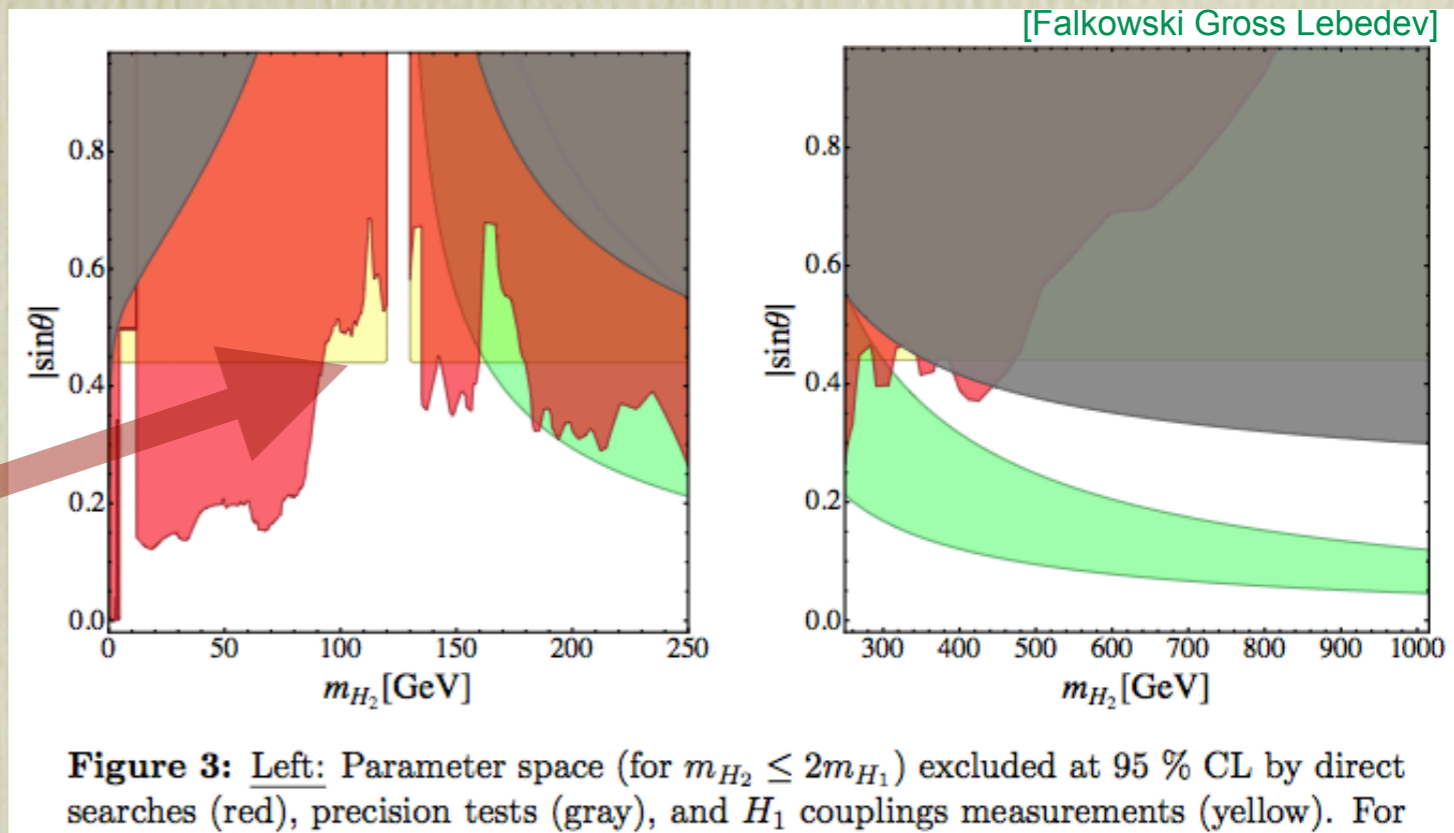 [Falkowski Gross Lebedev]
|sinθ|
0.8
0.6
0.4
0.2
0.0
0 50 100 150 200 250
m_{H_2}[GeV]
|sinθ|
0.8
0.6
0.4
0.2
0.0
300 400 500 600 700 800 900 1000
m_{H_2}[GeV]
Figure 3: Left: Parameter space (for m_{H_2} ≤ 2m_{H_1}) excluded at 95 % CL by direct
searches (red), precision tests (gray), and H_1 couplings measurements (yellow). For